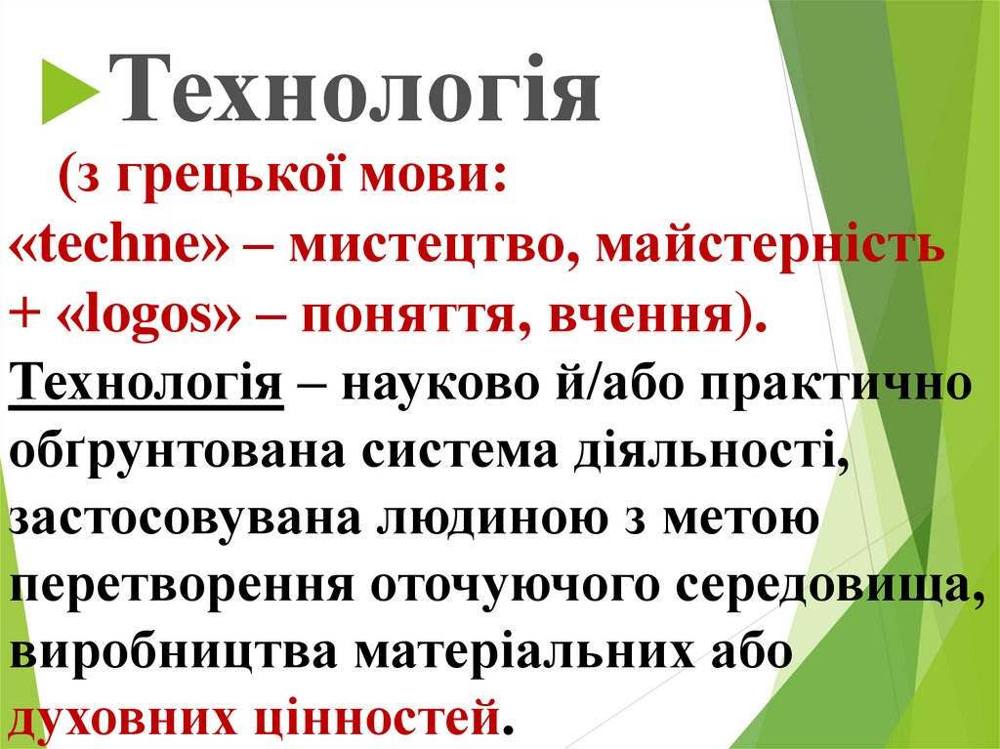 Технологія
(з грецької мови:
«techne» – мистецтво, майстерність
+ «logos» – поняття, вчення).
Технологія – науково й/або практично
обґрунтована система діяльності,
застосовувана людиною з метою
перетворення оточуючого середовища,
виробництва матеріальних або
духовних цінностей.